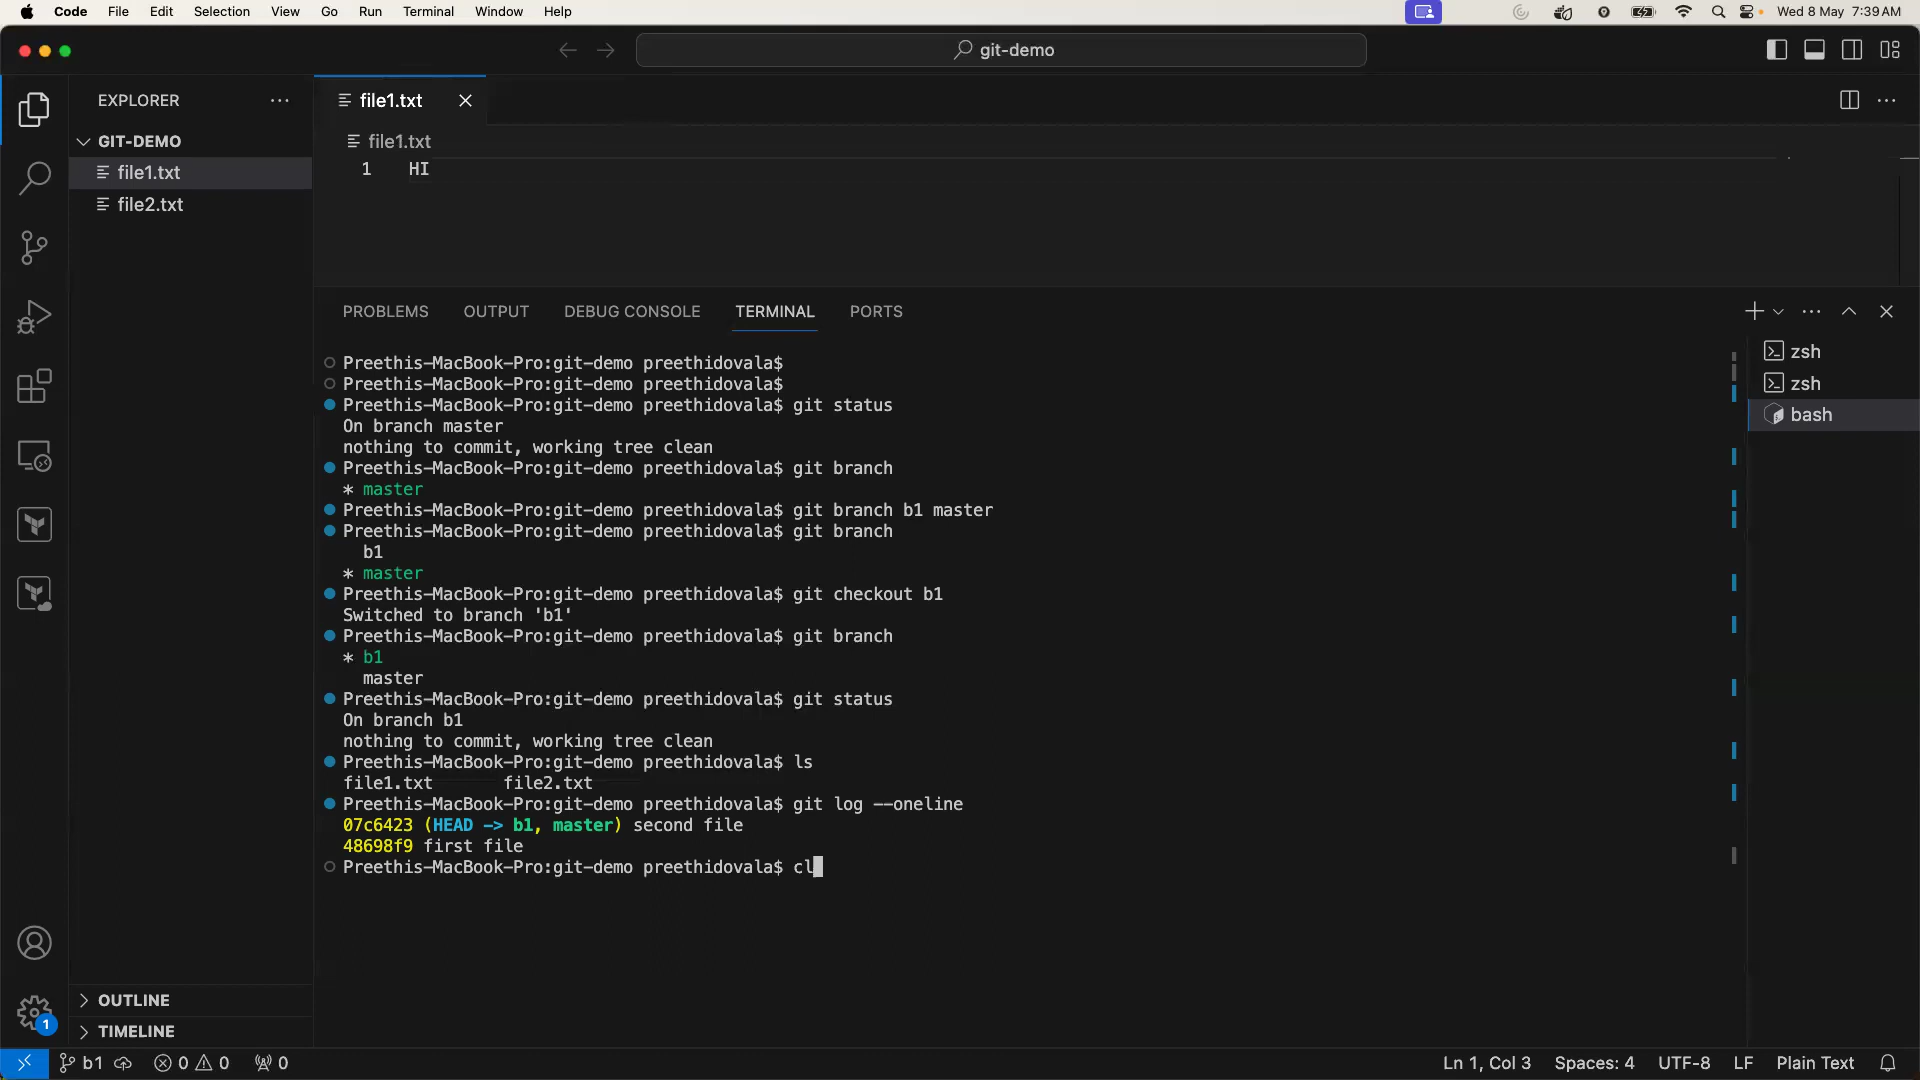 Code File Edit Selection View Go Run Terminal Window Help Wed 8 May 7:39 AM
git-demo
EXPLORER
GIT-DEMO
file1.txt
file2.txt
OUTLINE
TIMELINE
file1.txt
file1.txt
1 HI
PROBLEMS OUTPUT DEBUG CONSOLE TERMINAL PORTS
Preethis-MacBook-Pro:git-demo preethidovala$
Preethis-MacBook-Pro:git-demo preethidovala$
Preethis-MacBook-Pro:git-demo preethidovala$ git status
On branch master
nothing to commit, working tree clean
Preethis-MacBook-Pro:git-demo preethidovala$ git branch
* master
Preethis-MacBook-Pro:git-demo preethidovala$ git branch b1 master
Preethis-MacBook-Pro:git-demo preethidovala$ git branch
b1
* master
Preethis-MacBook-Pro:git-demo preethidovala$ git checkout b1
Switched to branch 'b1'
Preethis-MacBook-Pro:git-demo preethidovala$ git branch
* b1
master
Preethis-MacBook-Pro:git-demo preethidovala$ git status
On branch b1
nothing to commit, working tree clean
Preethis-MacBook-Pro:git-demo preethidovala$ ls
file1.txt file2.txt
Preethis-MacBook-Pro:git-demo preethidovala$ git log --oneline
07c6423 (HEAD -> b1, master) second file
48698f9 first file
Preethis-MacBook-Pro:git-demo preethidovala$ cl
zsh
zsh
bash
1
b1 0 0 0 Ln 1, Col 3 Spaces: 4 UTF-8 LF Plain Text